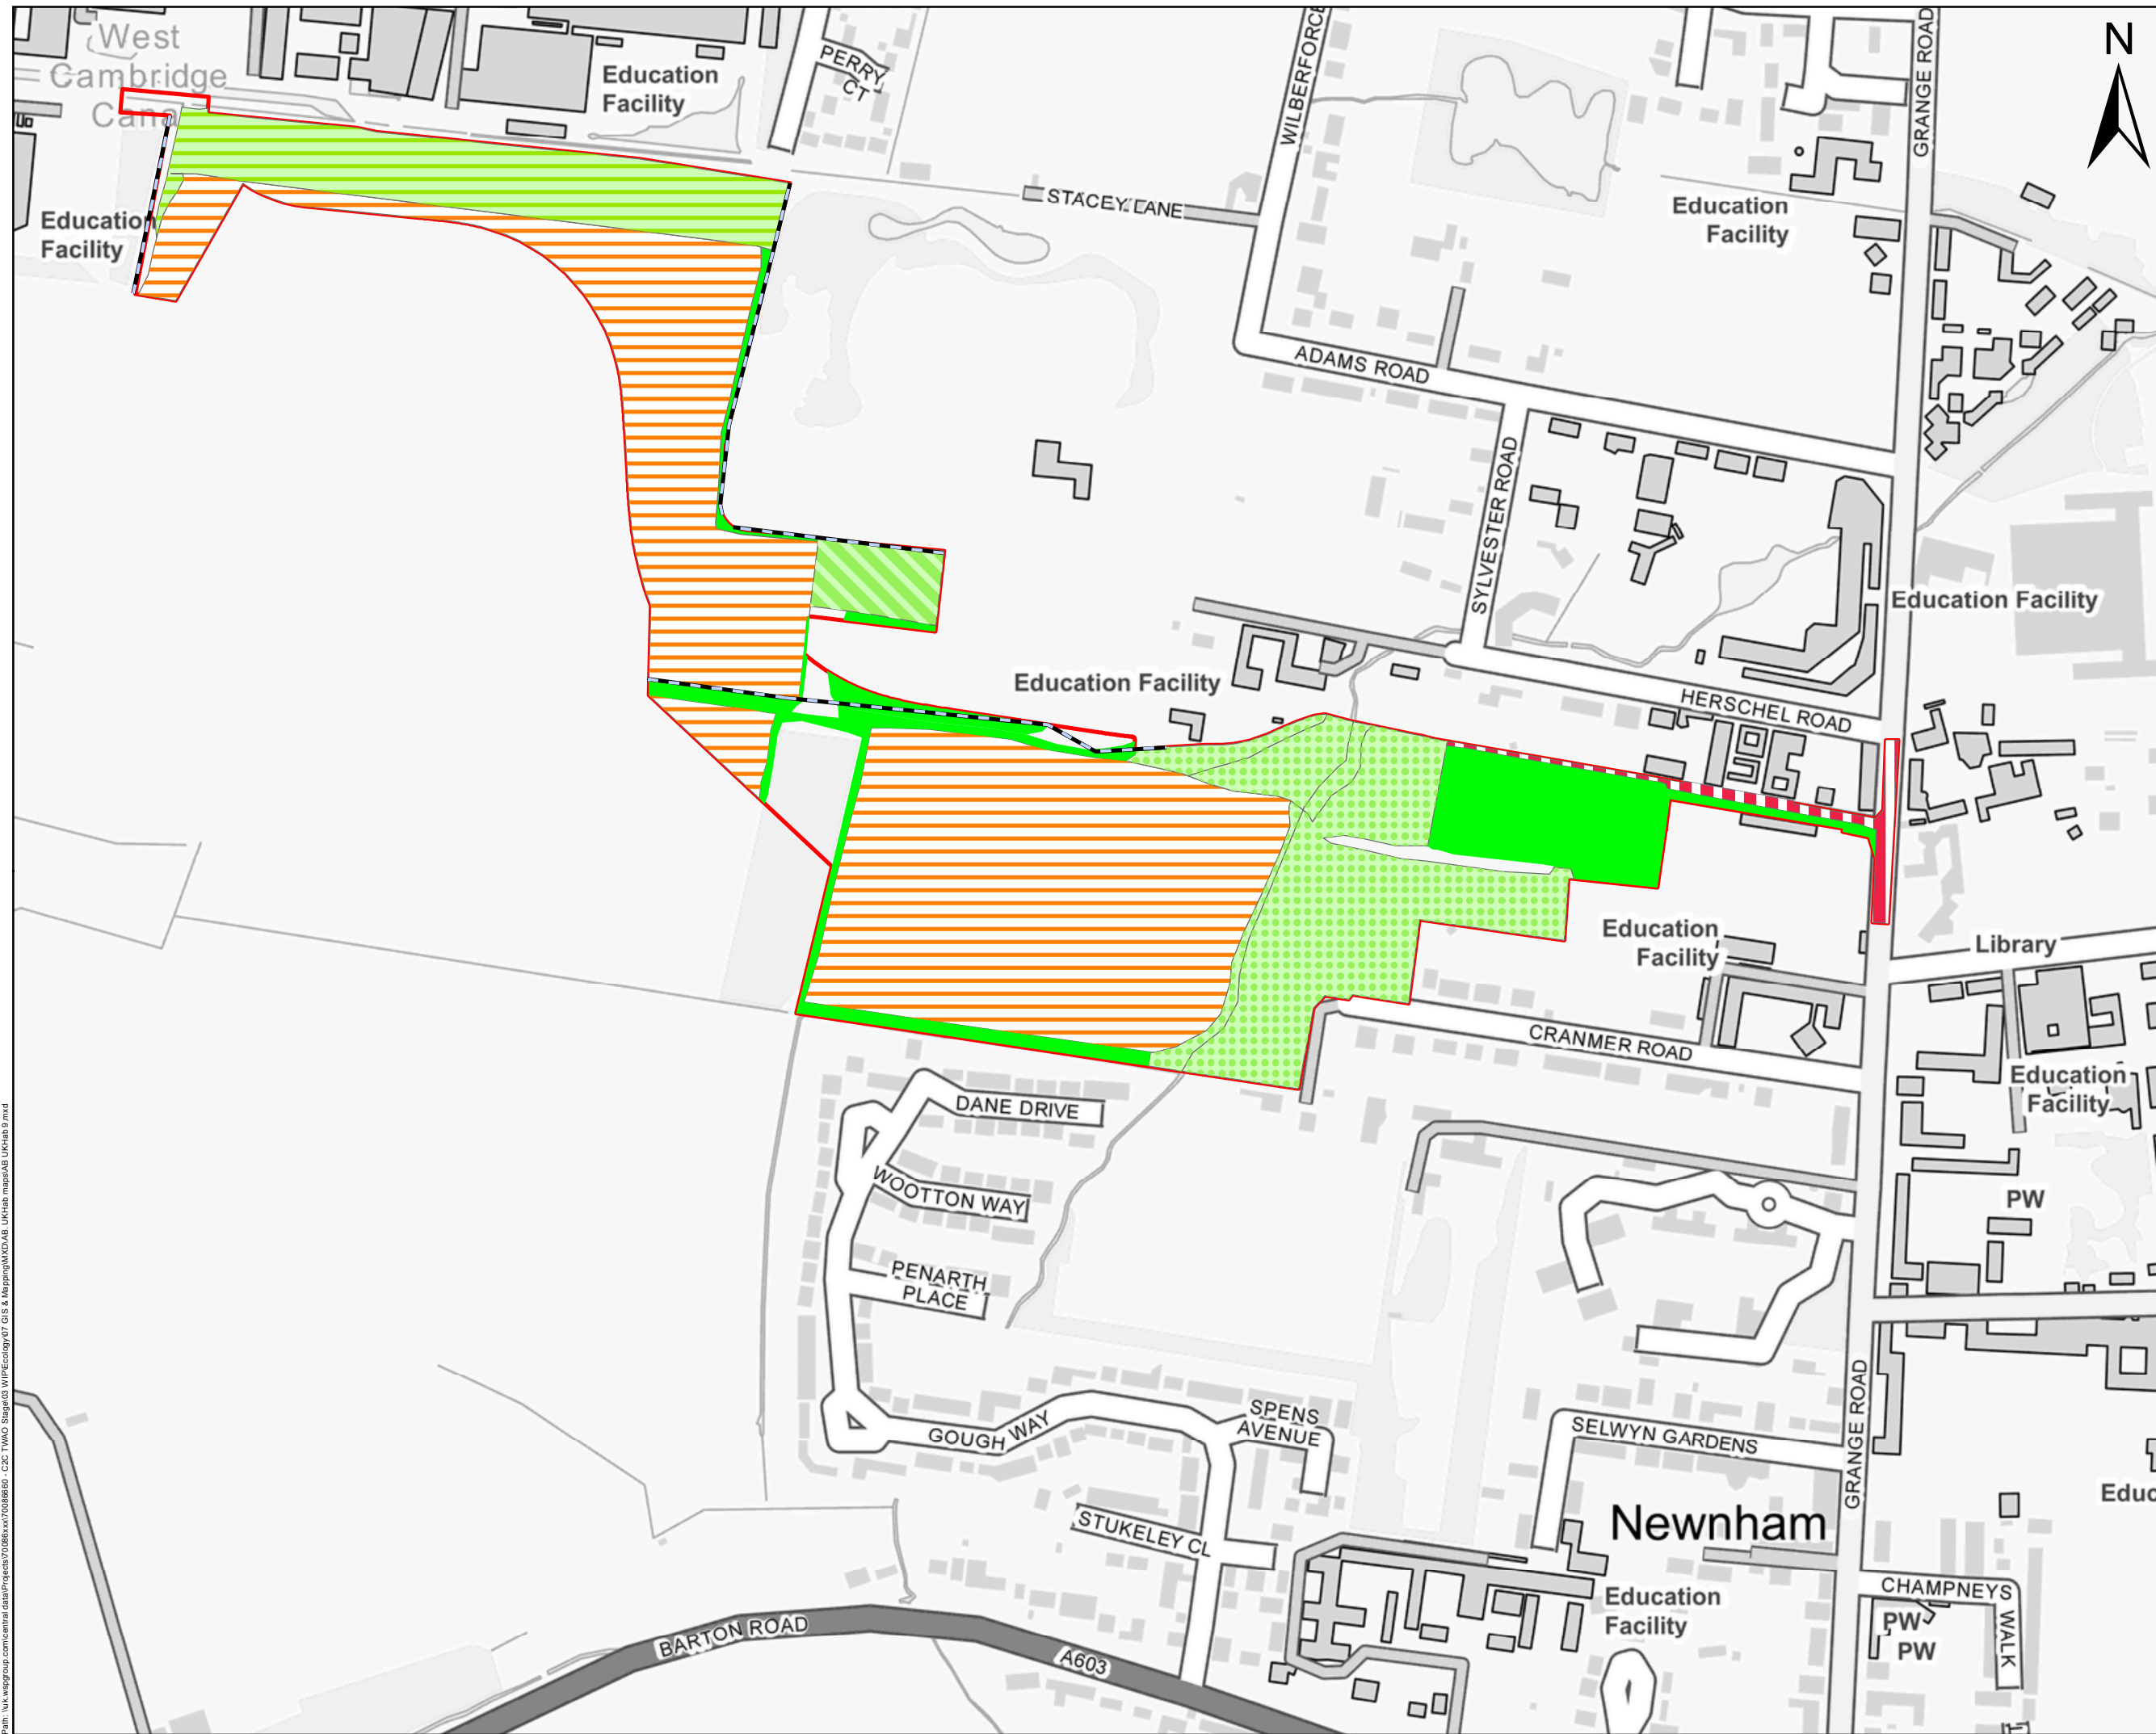 West
Cambridge
Cana
Education
Facility
PERRY
CT
WILBERFORCE
GRANGE ROAD
N
Education
Facility
STACEY LANE
Education
Facility
ADAMS ROAD
SYLVESTER ROAD
Education Facility
Education Facility
HERSCHEL ROAD
Education
Facility
Library
CRANMER ROAD
Education
Facility
DANE DRIVE
WOOTTON WAY
PW
PENARTH
PLACE
GOUGH WAY
SPENS
AVENUE
SELWYN GARDENS
GRANGE ROAD
Educ
STUKELEY CL
Newnham
CHAMPNEYS
WALK
Education
Facility
PW
PW
BARTON ROAD
A603